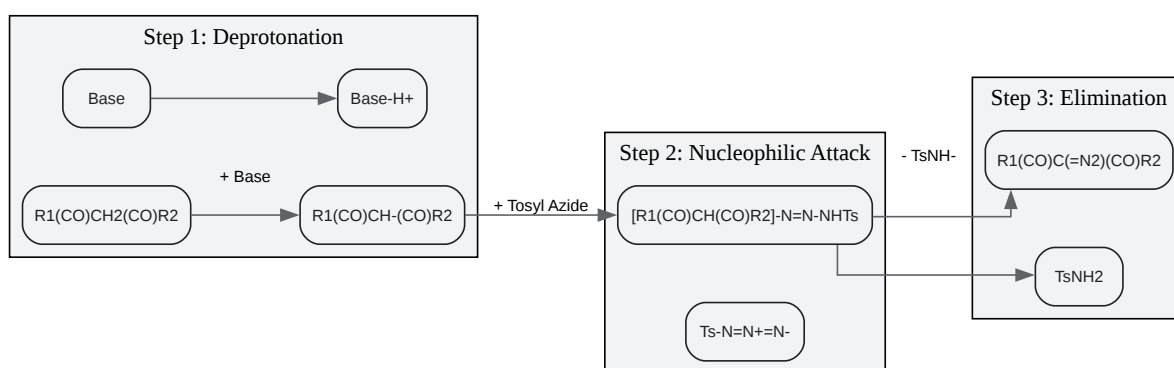 Step 1: Deprotonation
Base
Base-H+
+ Base
R1(CO)CH2(CO)R2
R1(CO)CH-(CO)R2
+ Tosyl Azide
Step 2: Nucleophilic Attack
[R1(CO)CH(CO)R2]-N=N-NHTs
Ts-N=N+=N-
- TsNH-
Step 3: Elimination
R1(CO)C(=N2)(CO)R2
TsNH2